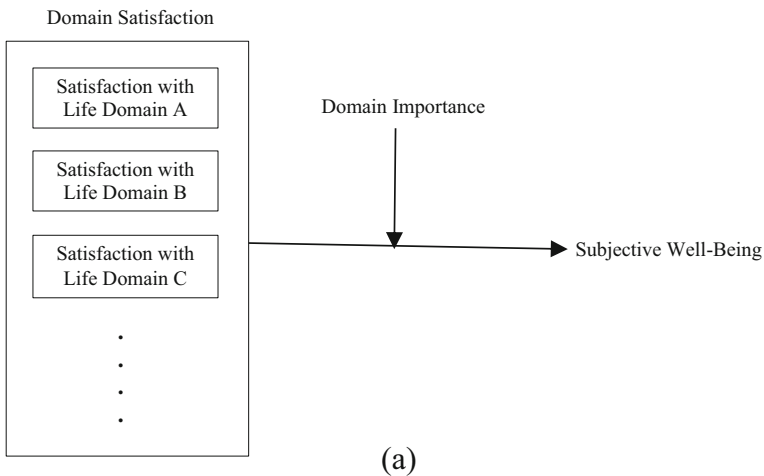 Domain Satisfaction
Satisfaction with
Life Domain A
Domain Importance
Satisfaction with
Life Domain B
Satisfaction with
Life Domain C
Subjective Well-Being
(a)